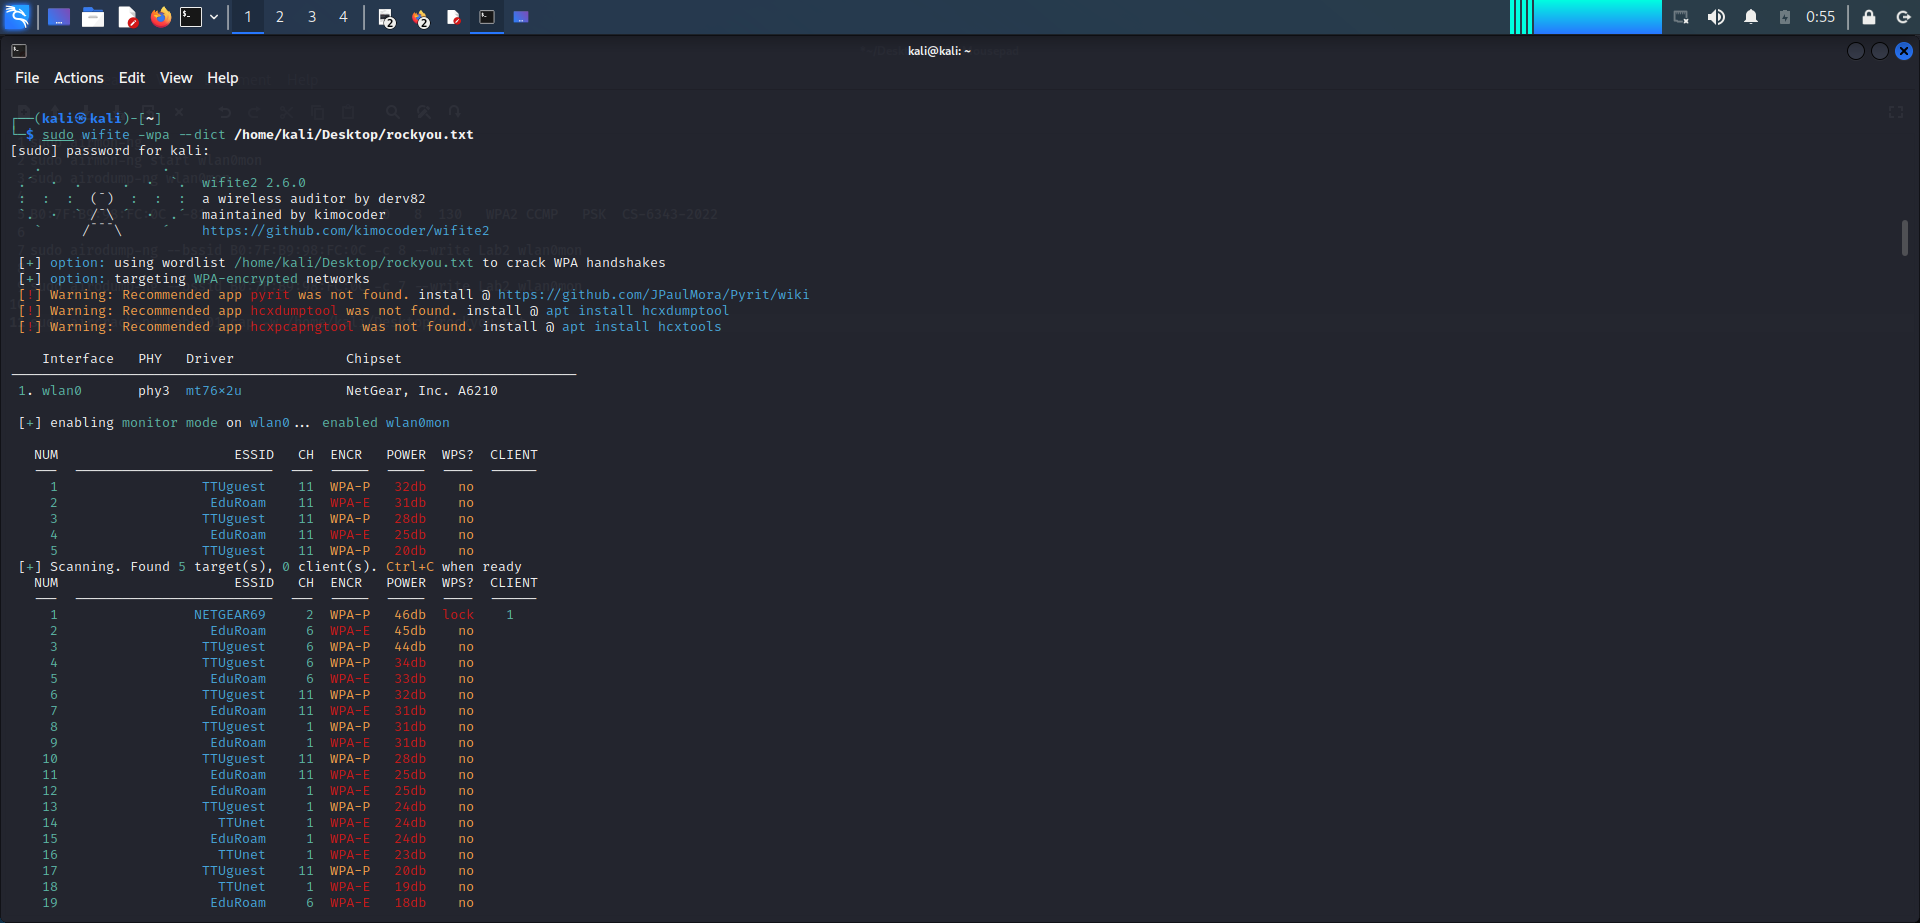 1 2 3 4 2 2 0:55
kali@kali: ~
File Actions Edit View Help
┌──(kali㉿kali)-[~]
└─$ sudo wifite -wpa --dict /home/kali/Desktop/rockyou.txt
[sudo] password for kali:
wifite2 2.6.0
a wireless auditor by derv82
maintained by kimocoder
https://github.com/kimocoder/wifite2
[+] option: using wordlist /home/kali/Desktop/rockyou.txt to crack WPA handshakes
[+] option: targeting WPA-encrypted networks
[!] Warning: Recommended app pyrit was not found. install @ https://github.com/JPaulMora/Pyrit/wiki
[!] Warning: Recommended app hcxdumptool was not found. install @ apt install hcxdumptool
[!] Warning: Recommended app hcxpcapngtool was not found. install @ apt install hcxtools
Interface PHY Driver Chipset
1. wlan0 phy3 mt76×2u NetGear, Inc. A6210
[+] enabling monitor mode on wlan0... enabled wlan0mon
NUM ESSID CH ENCR POWER WPS? CLIENT
1 TTUguest 11 WPA-P 32db no
2 EduRoam 11 WPA-E 31db no
3 TTUguest 11 WPA-P 28db no
4 EduRoam 11 WPA-E 25db no
5 TTUguest 11 WPA-P 20db no
[+] Scanning. Found 5 target(s), 0 client(s). Ctrl+C when ready
NUM ESSID CH ENCR POWER WPS? CLIENT
1 NETGEAR69 2 WPA-P 46db lock 1
2 EduRoam 6 WPA-E 45db no
3 TTUguest 6 WPA-P 44db no
4 TTUguest 6 WPA-P 34db no
5 EduRoam 6 WPA-E 33db no
6 TTUguest 11 WPA-P 32db no
7 EduRoam 11 WPA-E 31db no
8 TTUguest 1 WPA-P 31db no
9 EduRoam 1 WPA-E 31db no
10 TTUguest 11 WPA-P 28db no
11 EduRoam 11 WPA-E 25db no
12 EduRoam 1 WPA-E 25db no
13 TTUguest 1 WPA-P 24db no
14 TTUnet 1 WPA-E 24db no
15 EduRoam 1 WPA-E 24db no
16 TTUnet 1 WPA-E 23db no
17 TTUguest 11 WPA-P 20db no
18 TTUnet 1 WPA-E 19db no
19 EduRoam 6 WPA-E 18db no